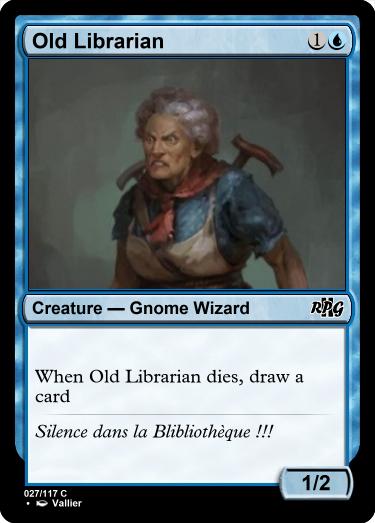 Old Librarian 1
Creature — Gnome Wizard RPG
When Old Librarian dies, draw a
card
Silence dans la Blibliothèque !!!
1/2
027/117 C
• Vallier